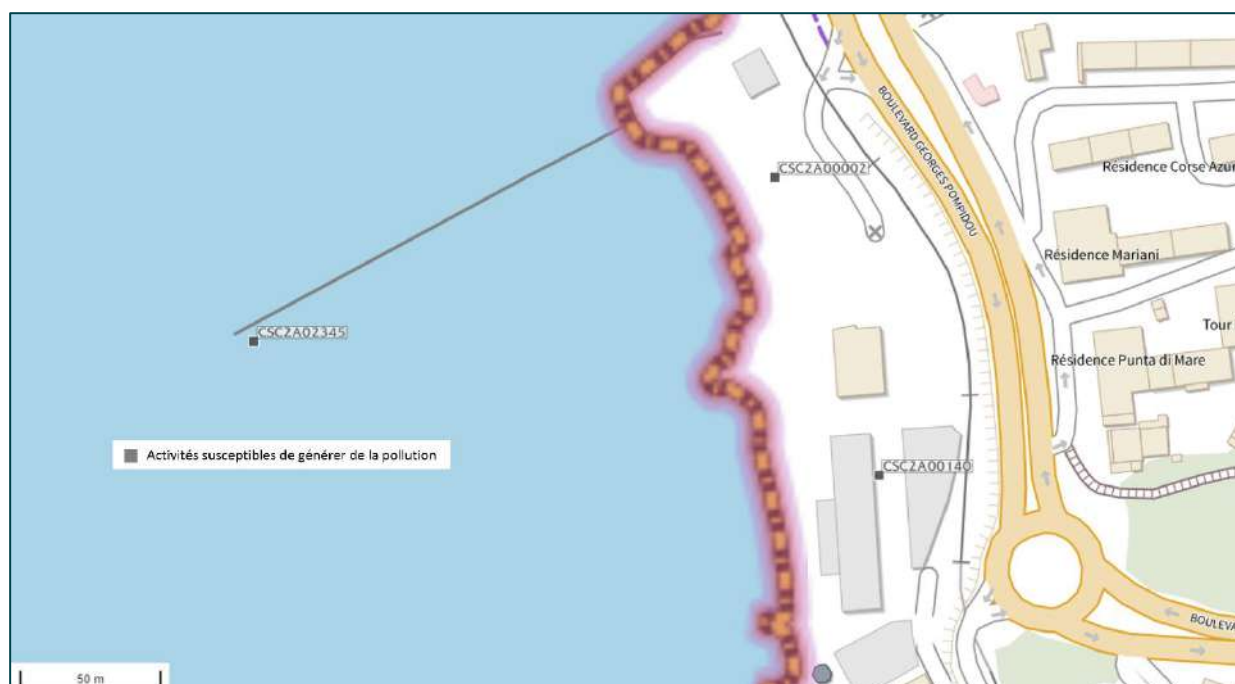 BOULEVARD GEORGES POMPIDOU
CSC2A00002
Résidence Corse Azur
Résidence Mariani
CSC2A02345
Tour
Résidence Punta di Mare
Activités susceptibles de générer de la pollution
CSC2A00140
BOULEVA
50 m